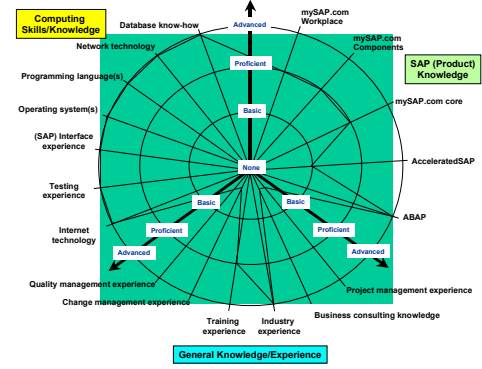 Computing
Skills/Knowledge
Database know-how
Advanced
mySAP.com
Workplace
Network technology
mySAP.com
Components
Proficient
SAP (Product)
Knowledge
Programming language(s)
mySAP.com core
Operating system(s)
Basic
(SAP) Interface
experience
AcceleratedSAP
None
Testing
experience
Basic
Basic
ABAP
Internet
technology
Proficient
Proficient
Advanced
Advanced
Quality management experience
Project management experience
Change management experience
Business consulting knowledge
Training
experience
Industry
experience
General Knowledge/Experience